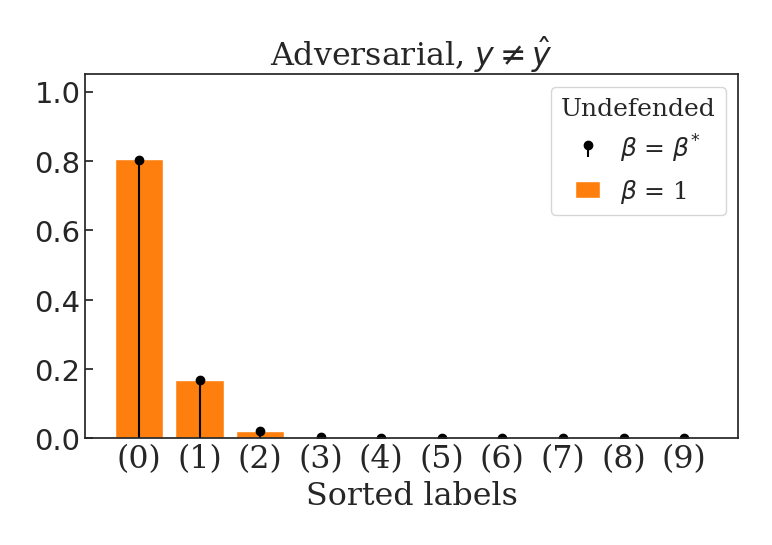 Adversarial, y ≠ ŷ
1.0
0.8
0.6
0.4
0.2
0.0
Undefended
β = β*
β = 1
(0) (1) (2) (3) (4) (5) (6) (7) (8) (9)
Sorted labels